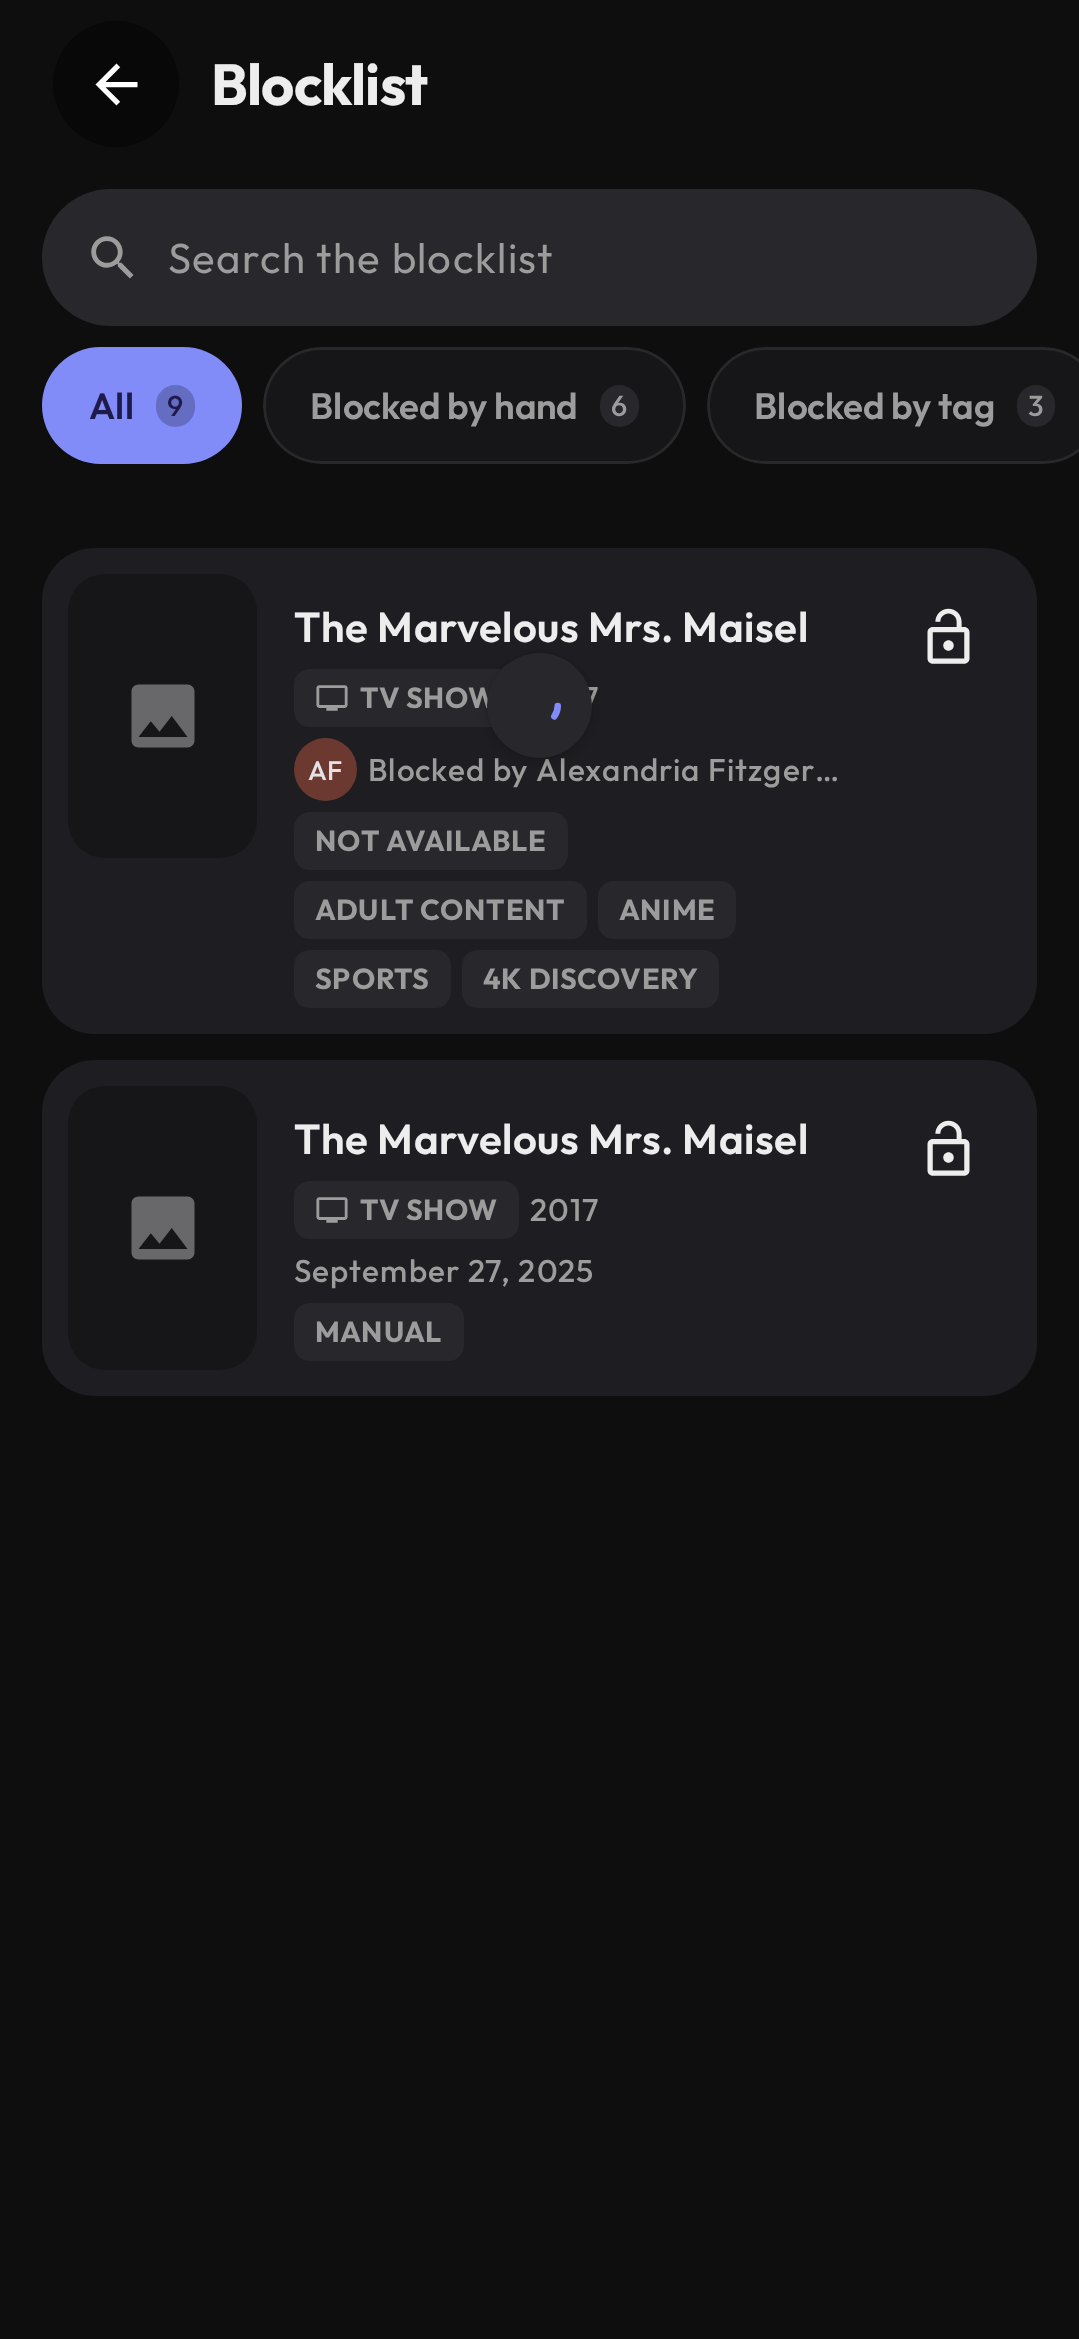 Blocklist
Search the blocklist
All 9 Blocked by hand 6 Blocked by tag 3
The Marvelous Mrs. Maisel
TV SHOW
AF Blocked by Alexandria Fitzger…
NOT AVAILABLE
ADULT CONTENT ANIME
SPORTS 4K DISCOVERY
The Marvelous Mrs. Maisel
TV SHOW 2017
September 27, 2025
MANUAL